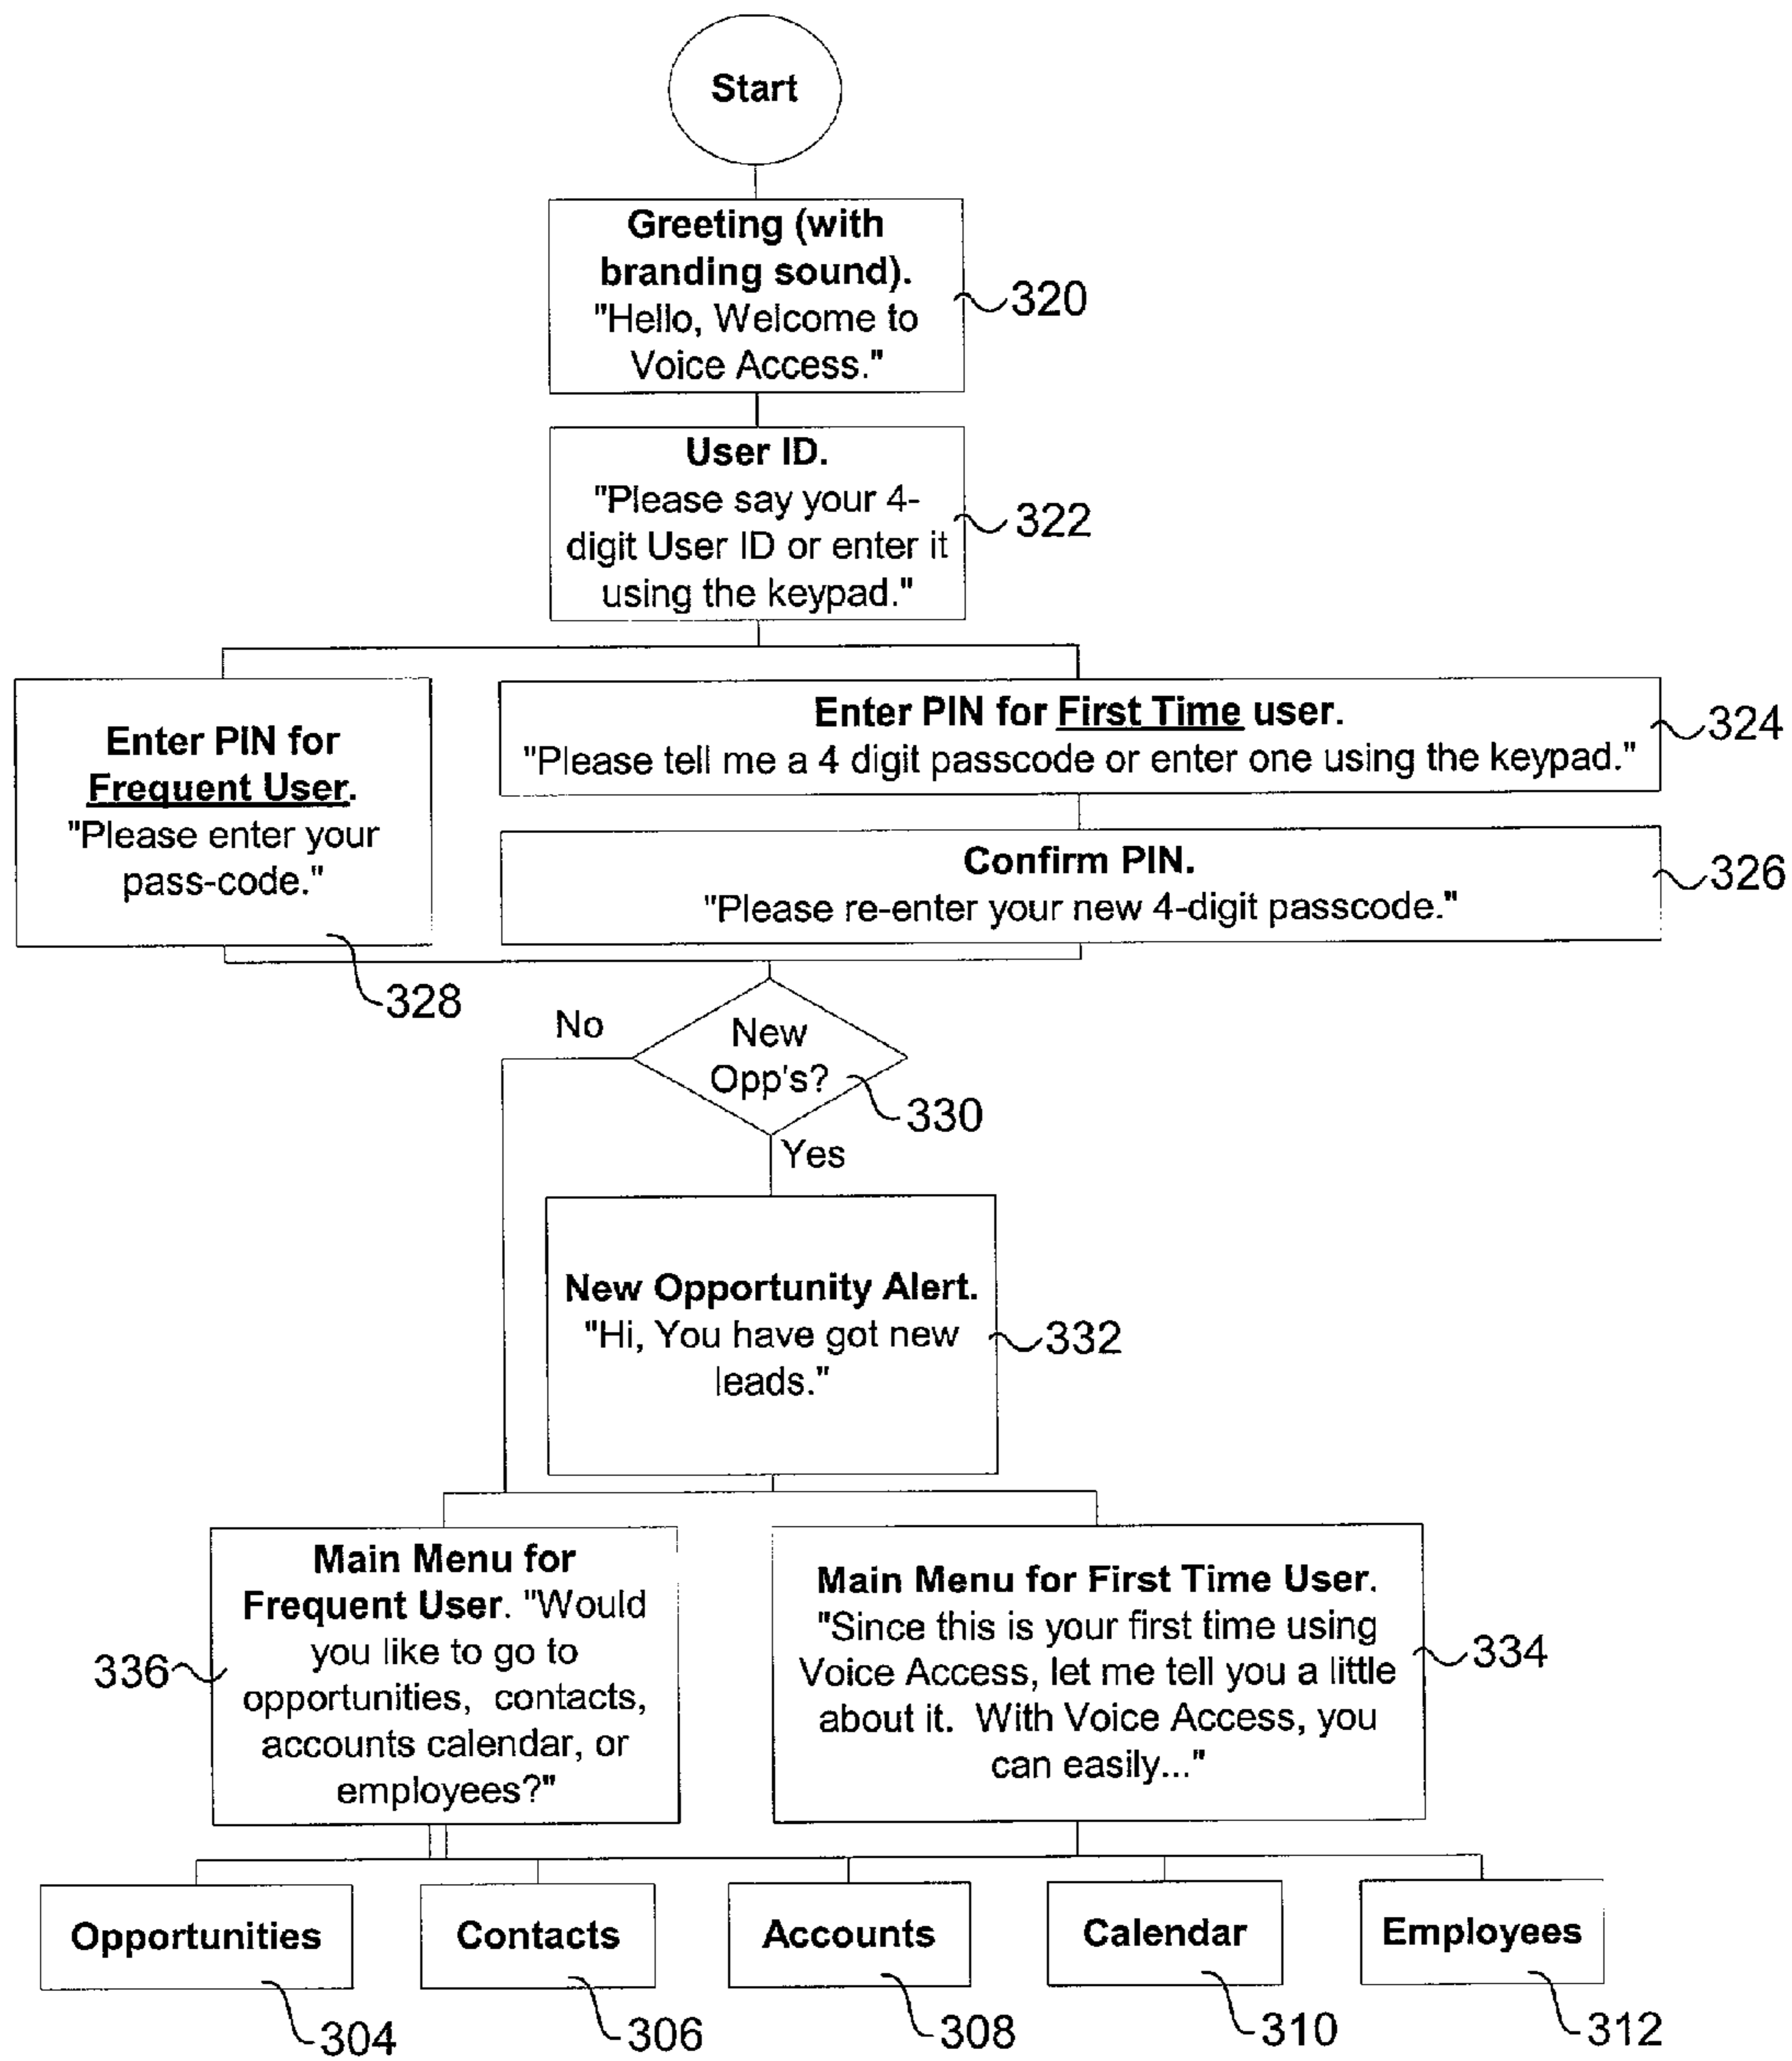 Start
Greeting (with
branding sound).
"Hello, Welcome to
Voice Access."
320
User ID.
"Please say your 4-
digit User ID or enter it
using the keypad."
322
Enter PIN for
Frequent User.
"Please enter your
pass-code."
328
Enter PIN for First Time user.
"Please tell me a 4 digit passcode or enter one using the keypad."
324
Confirm PIN.
"Please re-enter your new 4-digit passcode."
326
No
New
Opp's?
330
Yes
New Opportunity Alert.
"Hi, You have got new
leads."
332
Main Menu for
Frequent User. "Would
you like to go to
opportunities, contacts,
accounts calendar, or
employees?"
336
Main Menu for First Time User.
"Since this is your first time using
Voice Access, let me tell you a little
about it. With Voice Access, you
can easily..."
334
Opportunities
304
Contacts
306
Accounts
308
Calendar
310
Employees
312